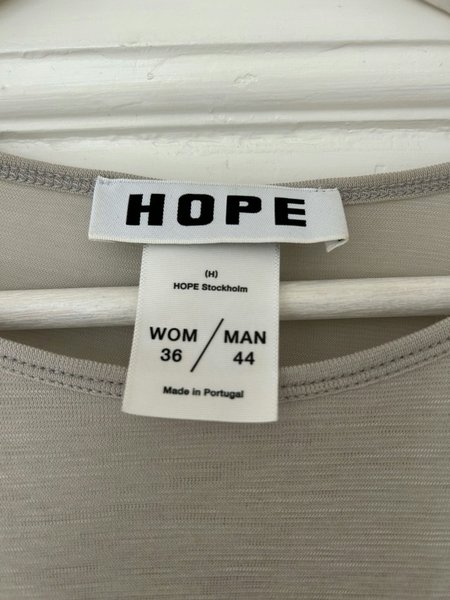 HOPE
(H)
HOPE Stockholm
WOM / MAN
36 44
Made in Portugal